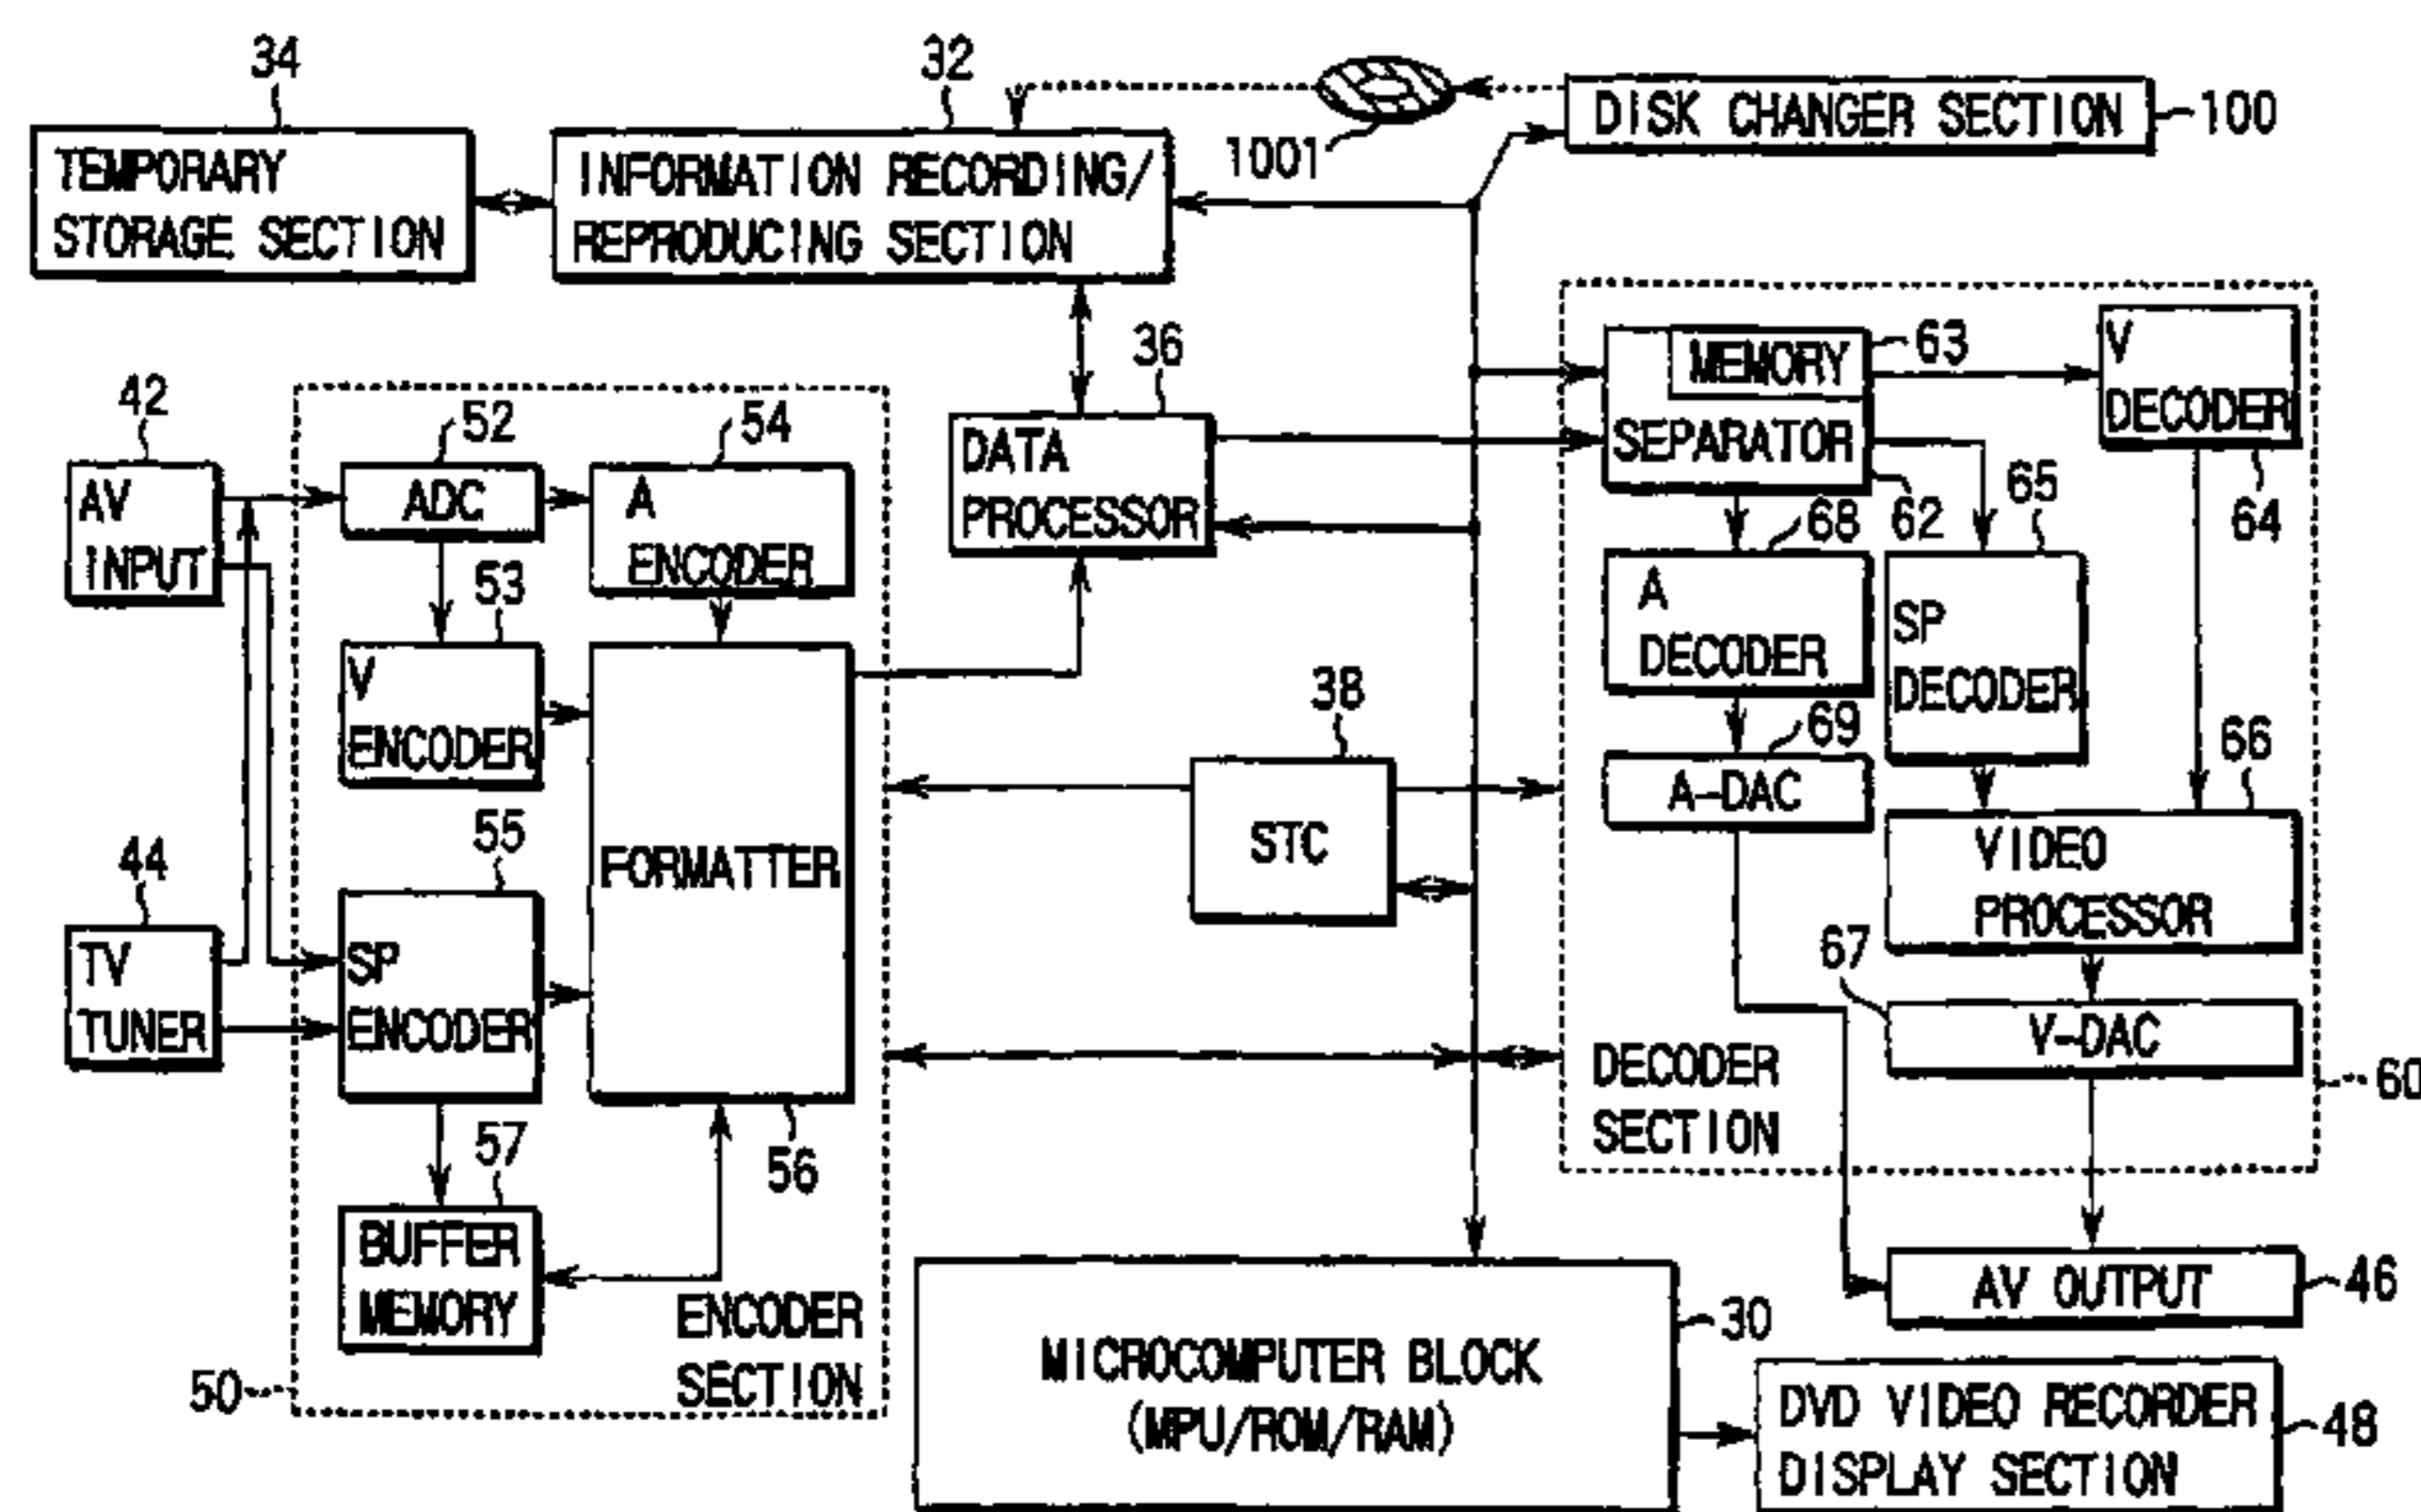 34
32
TEMPORARY
STORAGE SECTION
INFORMATION RECORDING/
REPRODUCING SECTION
1001
DISK CHANGER SECTION
100
42
AV
INPUT
44
TV
TUNER
52
ADC
54
A
ENCODER
53
V
ENCODER
55
SP
ENCODER
FORMATTER
56
57
BUFFER
MEMORY
ENCODER
SECTION
50
36
DATA
PROCESSOR
38
STC
MEMORY
63
SEPARATOR
62
V
DECODER
64
68
A
DECODER
65
SP
DECODER
69
A-DAC
66
VIDEO
PROCESSOR
67
V-DAC
DECODER
SECTION
60
AV OUTPUT
46
MICROCOMPUTER BLOCK
(MPU/ROM/RAM)
30
DVD VIDEO RECORDER
DISPLAY SECTION
48